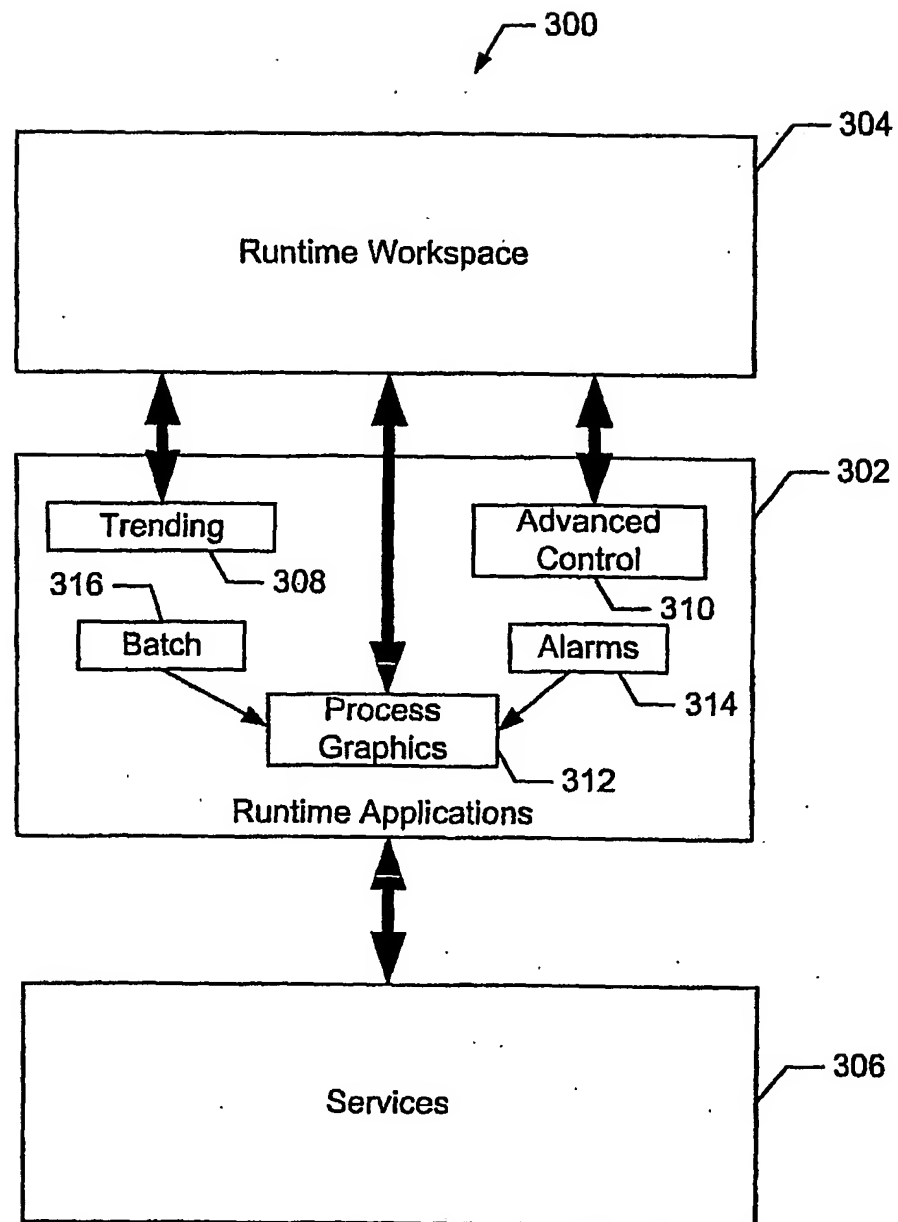 300
304
Runtime Workspace
302
Trending
Advanced
Control
308
316
310
Batch
Alarms
314
Process
Graphics
312
Runtime Applications
306
Services